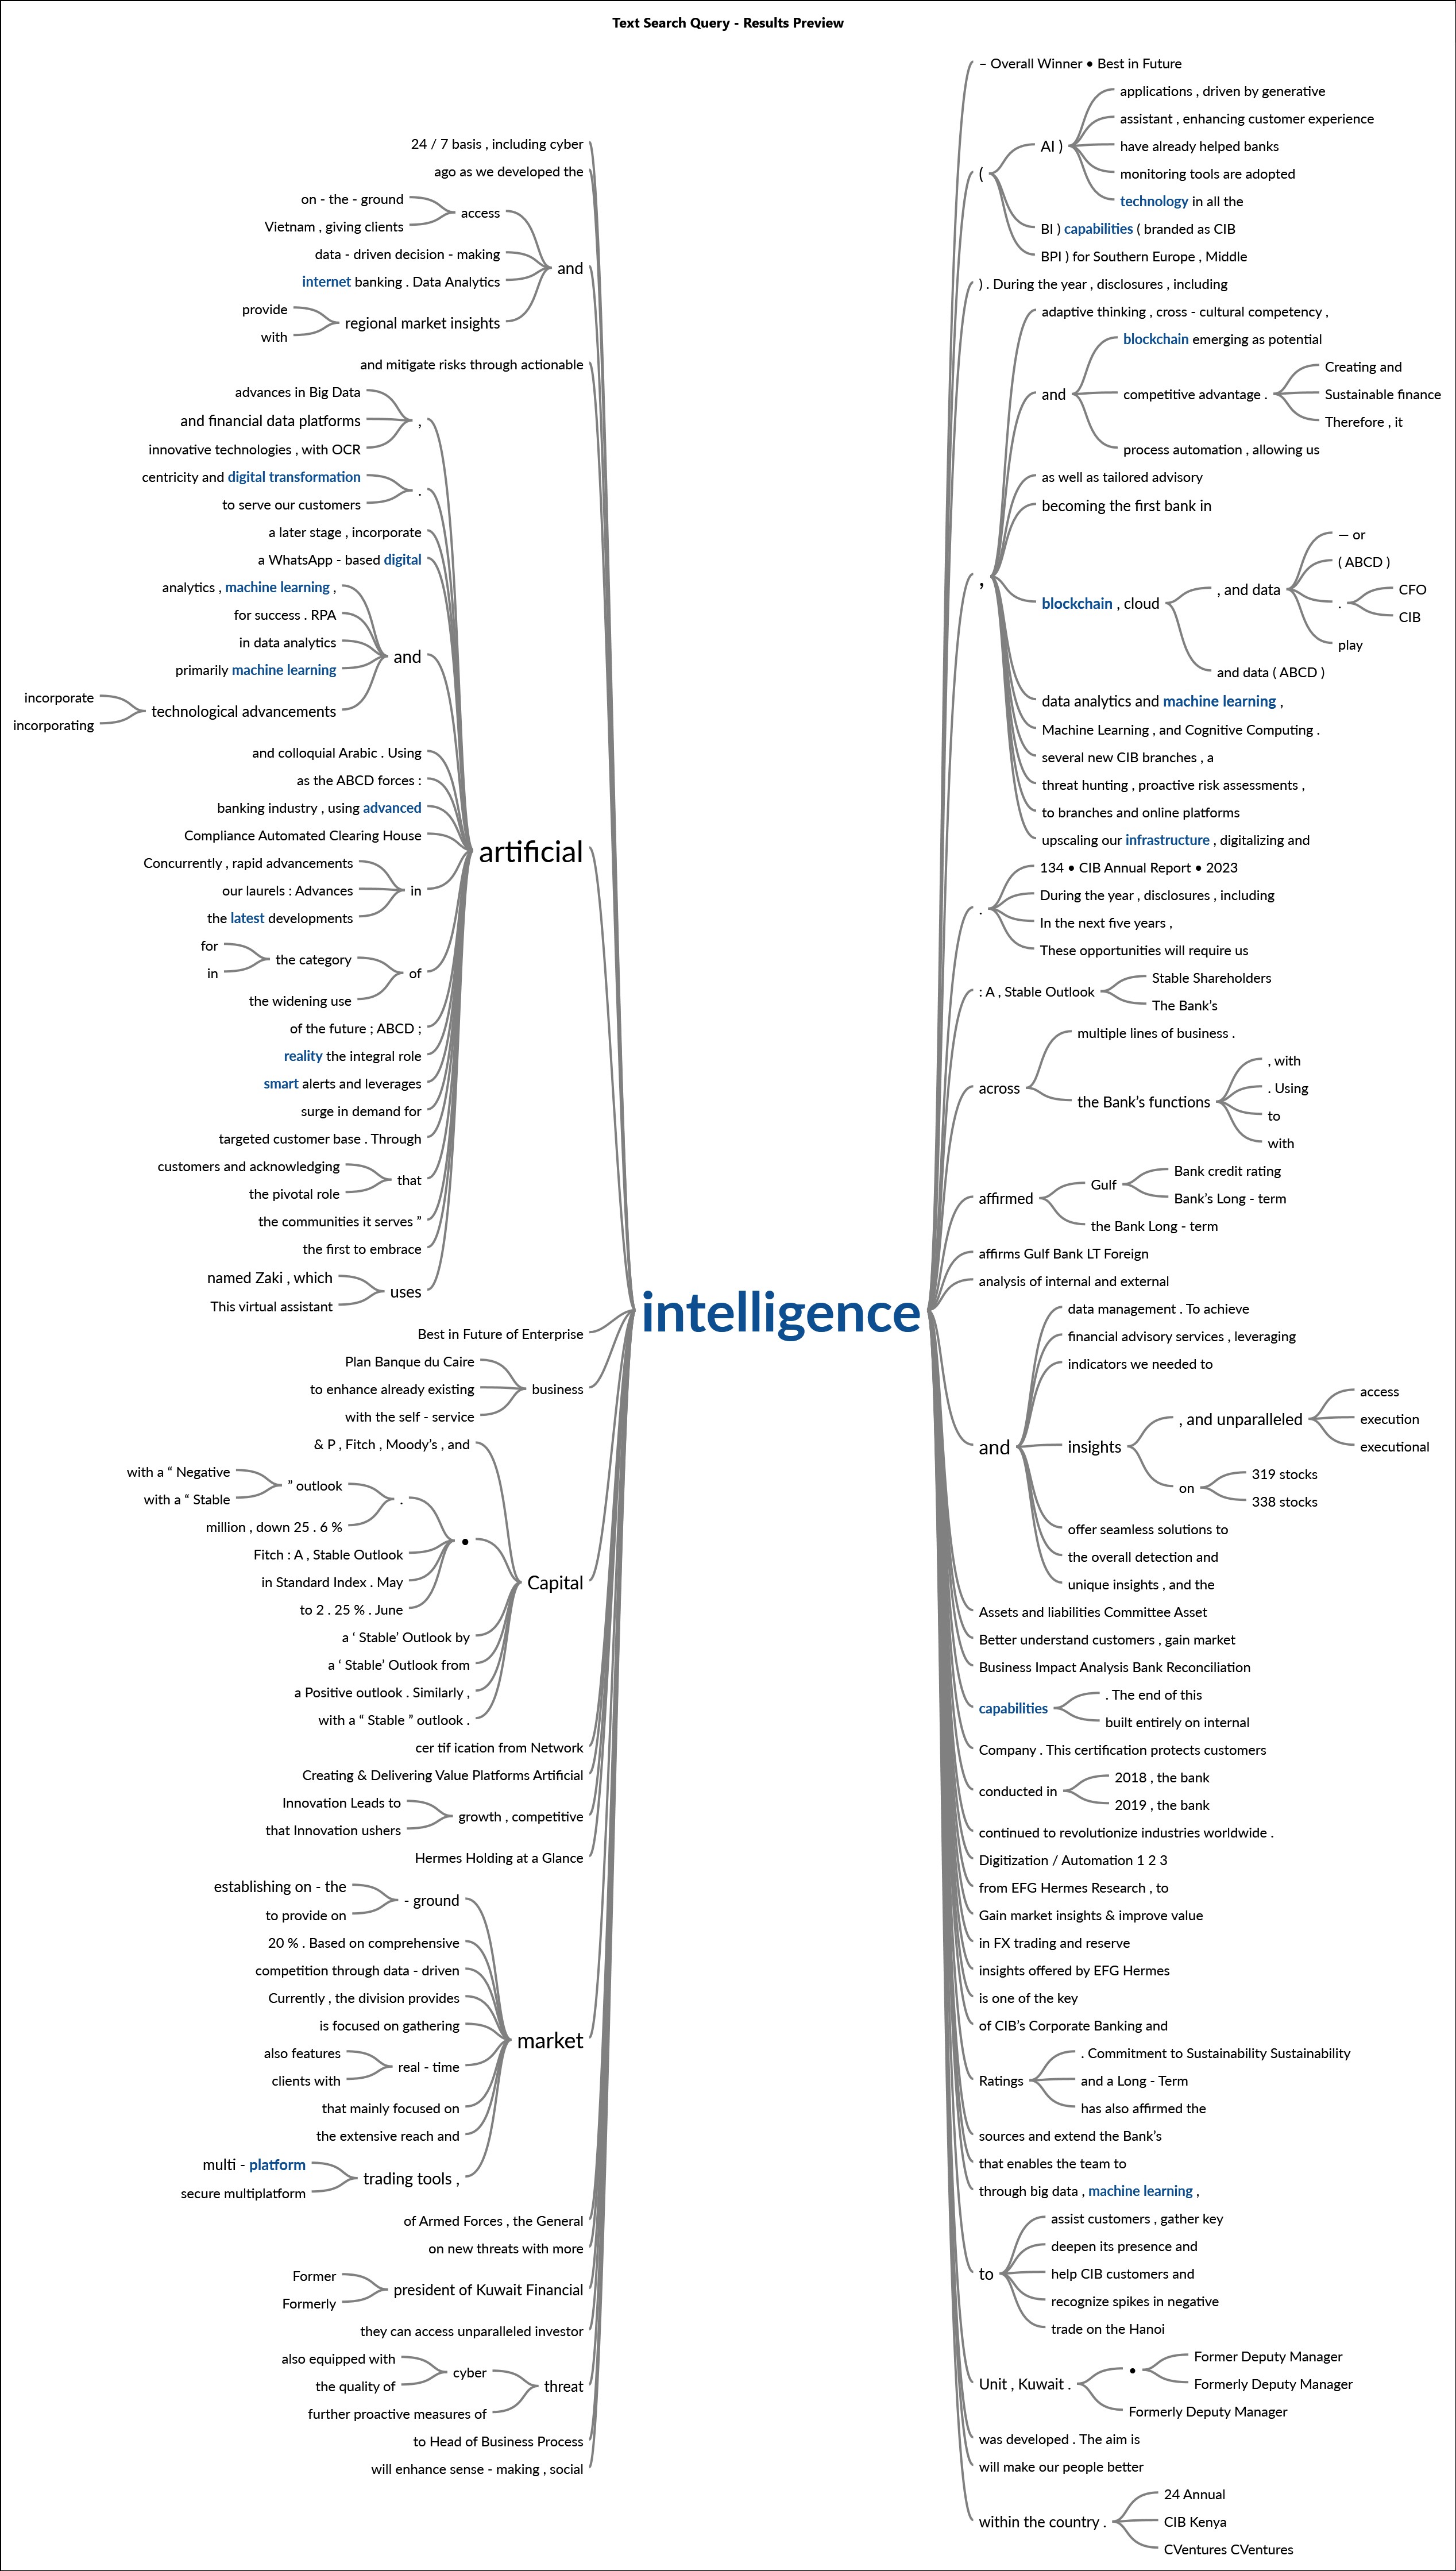 Text Search Query - Results Preview
24 / 7 basis , including cyber
ago as we developed the
on - the - ground
Vietnam , giving clients
access
data - driven decision - making
internet banking . Data Analytics
provide
with
regional market insights
and
and mitigate risks through actionable
advances in Big Data
and financial data platforms
innovative technologies , with OCR
,
centricity and digital transformation
to serve our customers
.
a later stage , incorporate
a WhatsApp - based digital
analytics , machine learning ,
for success . RPA
in data analytics
primarily machine learning
incorporate
incorporating
technological advancements
and
and colloquial Arabic . Using
as the ABCD forces :
banking industry , using advanced
Compliance Automated Clearing House
Concurrently , rapid advancements
our laurels : Advances
the latest developments
in
for
in
the category
the widening use
of
of the future ; ABCD ;
reality the integral role
smart alerts and leverages
surge in demand for
targeted customer base . Through
customers and acknowledging
the pivotal role
that
the communities it serves ”
the first to embrace
named Zaki , which
This virtual assistant
uses
artificial
Best in Future of Enterprise
Plan Banque du Caire
to enhance already existing
with the self - service
business
& P , Fitch , Moody’s , and
with a “ Negative
with a “ Stable
” outlook
million , down 25 . 6 %
.
Fitch : A , Stable Outlook
in Standard Index . May
to 2 . 25 % . June
•
a ‘ Stable’ Outlook by
a ‘ Stable’ Outlook from
a Positive outlook . Similarly ,
with a “ Stable ” outlook .
Capital
cer tif ication from Network
Creating & Delivering Value Platforms Artificial
Innovation Leads to
that Innovation ushers
growth , competitive
Hermes Holding at a Glance
establishing on - the
to provide on
- ground
20 % . Based on comprehensive
competition through data - driven
Currently , the division provides
is focused on gathering
also features
clients with
real - time
that mainly focused on
the extensive reach and
multi - platform
secure multiplatform
trading tools ,
market
of Armed Forces , the General
on new threats with more
Former
Formerly
president of Kuwait Financial
they can access unparalleled investor
also equipped with
the quality of
cyber
further proactive measures of
threat
to Head of Business Process
will enhance sense - making , social
intelligence
– Overall Winner • Best in Future
(
AI )
applications , driven by generative
assistant , enhancing customer experience
have already helped banks
monitoring tools are adopted
technology in all the
BI ) capabilities ( branded as CIB
BPI ) for Southern Europe , Middle
) . During the year , disclosures , including
,
adaptive thinking , cross - cultural competency ,
and
blockchain emerging as potential
competitive advantage .
Creating and
Sustainable finance
Therefore , it
process automation , allowing us
as well as tailored advisory
becoming the first bank in
blockchain , cloud
, and data
— or
( ABCD )
.
CFO
CIB
play
and data ( ABCD )
data analytics and machine learning ,
Machine Learning , and Cognitive Computing .
several new CIB branches , a
threat hunting , proactive risk assessments ,
to branches and online platforms
upscaling our infrastructure , digitalizing and
.
134 • CIB Annual Report • 2023
During the year , disclosures , including
In the next five years ,
These opportunities will require us
: A , Stable Outlook
Stable Shareholders
The Bank’s
across
multiple lines of business .
the Bank’s functions
, with
. Using
to
with
affirmed
Gulf
Bank credit rating
Bank’s Long - term
the Bank Long - term
affirms Gulf Bank LT Foreign
analysis of internal and external
and
data management . To achieve
financial advisory services , leveraging
indicators we needed to
insights
, and unparalleled
access
execution
executional
on
319 stocks
338 stocks
offer seamless solutions to
the overall detection and
unique insights , and the
Assets and liabilities Committee Asset
Better understand customers , gain market
Business Impact Analysis Bank Reconciliation
capabilities
. The end of this
built entirely on internal
Company . This certification protects customers
conducted in
2018 , the bank
2019 , the bank
continued to revolutionize industries worldwide .
Digitization / Automation 1 2 3
from EFG Hermes Research , to
Gain market insights & improve value
in FX trading and reserve
insights offered by EFG Hermes
is one of the key
of CIB’s Corporate Banking and
Ratings
. Commitment to Sustainability Sustainability
and a Long - Term
has also affirmed the
sources and extend the Bank’s
that enables the team to
through big data , machine learning ,
to
assist customers , gather key
deepen its presence and
help CIB customers and
recognize spikes in negative
trade on the Hanoi
Unit , Kuwait .
•
Former Deputy Manager
Formerly Deputy Manager
Formerly Deputy Manager
was developed . The aim is
will make our people better
within the country .
24 Annual
CIB Kenya
CVentures CVentures